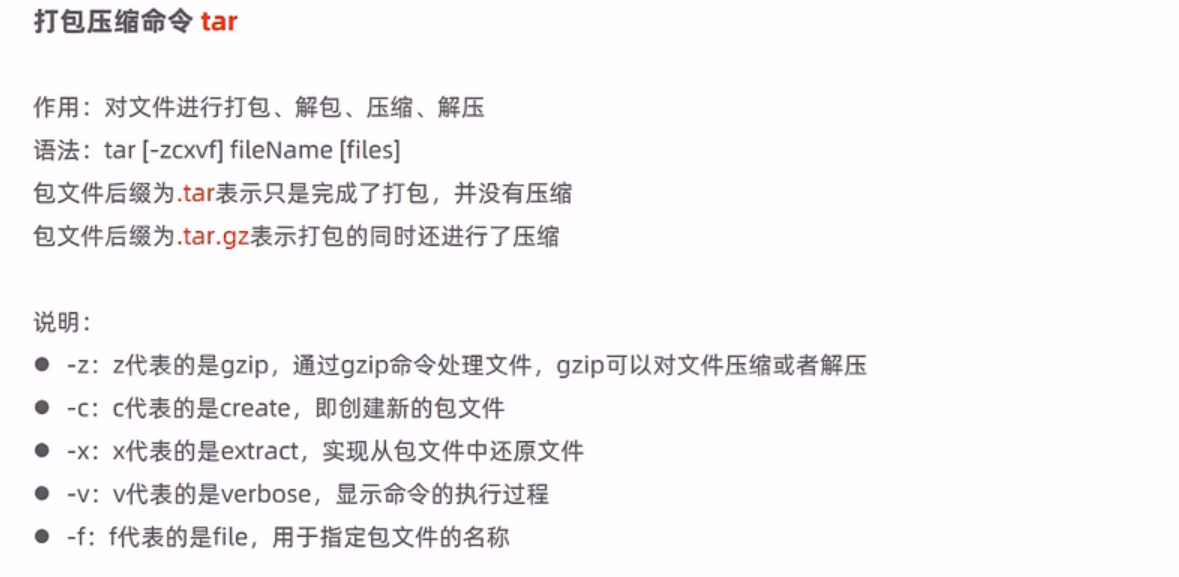 打包压缩命令 tar
作用：对文件进行打包、解包、压缩、解压
语法：tar [-zcxvf] fileName [files]
包文件后缀为.tar表示只是完成了打包，并没有压缩
包文件后缀为.tar.gz表示打包的同时还进行了压缩
说明：
● -z：z代表的是gzip，通过gzip命令处理文件，gzip可以对文件压缩或者解压
● -c：c代表的是create，即创建新的包文件
● -x：x代表的是extract，实现从包文件中还原文件
● -v：v代表的是verbose，显示命令的执行过程
● -f：f代表的是file，用于指定包文件的名称